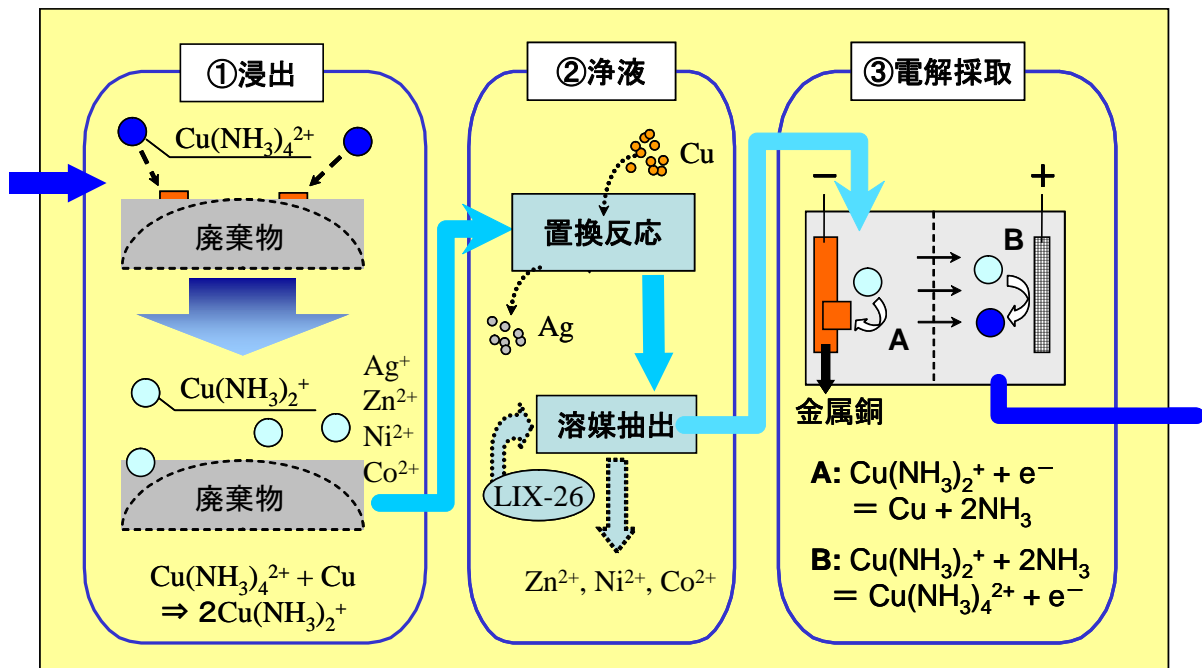 ①浸出
Cu(NH₃)₄²⁺
廃棄物
Cu(NH₃)₂⁺
Ag⁺
Zn²⁺
Ni²⁺
Co²⁺
廃棄物
Cu(NH₃)₄²⁺ + Cu
⇒ 2Cu(NH₃)₂⁺
②浄液
Cu
置換反応
Ag
溶媒抽出
LIX-26
Zn²⁺, Ni²⁺, Co²⁺
③電解採取
− +
B
A
金属銅
A: Cu(NH₃)₂⁺ + e⁻
= Cu + 2NH₃
B: Cu(NH₃)₂⁺ + 2NH₃
= Cu(NH₃)₄²⁺ + e⁻